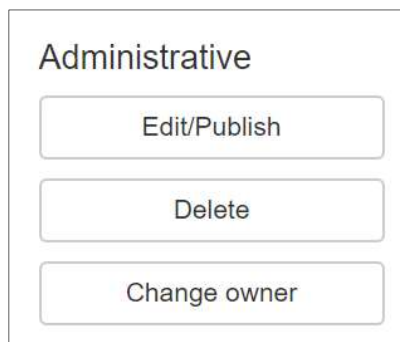 Administrative
Edit/Publish
Delete
Change owner